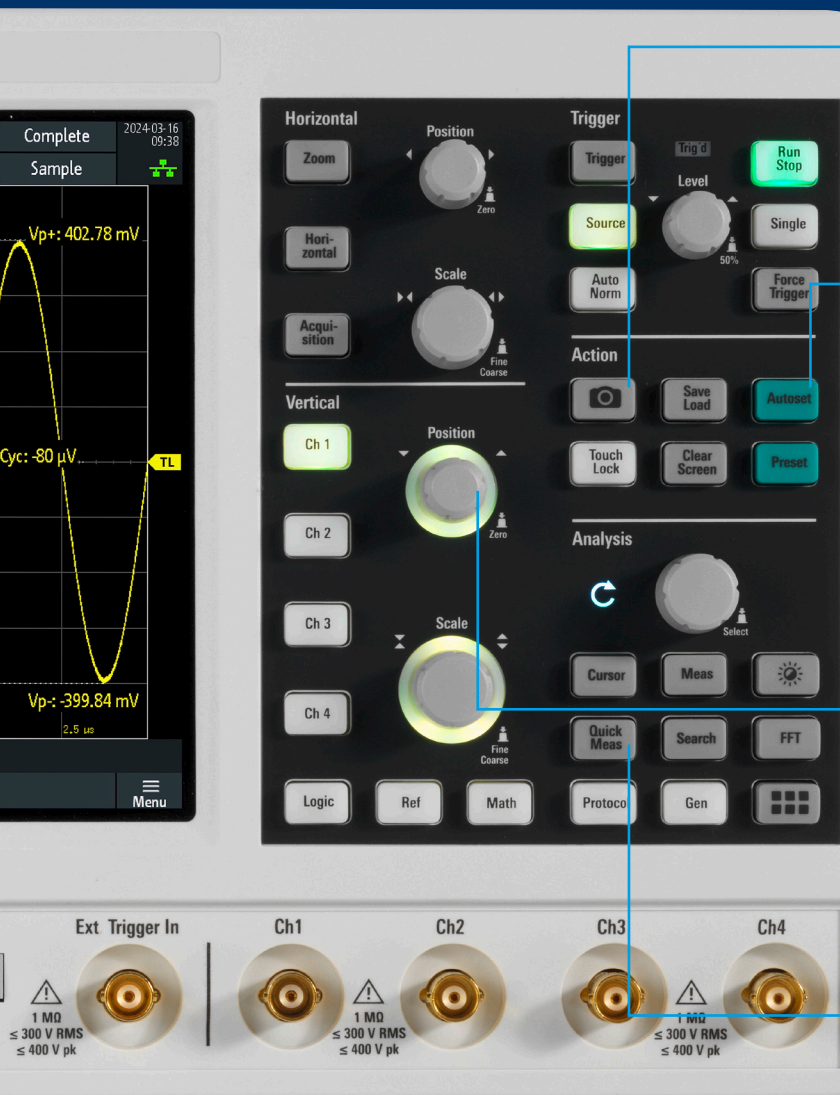 Complete
2024-03-16
09:38
Sample
Vp+: 402.78 mV
Cyc: -80 µV
TL
Vp-: -399.84 mV
2.5 µs
Menu
Horizontal
Zoom
Position
Zero
Hori-
zontal
Scale
Acqui-
sition
Fine
Coarse
Trigger
Trigger
Trig'd
Run
Stop
Level
Source
Single
50%
Auto
Norm
Force
Trigger
Vertical
Ch 1
Position
Zero
Ch 2
Ch 3
Scale
Ch 4
Fine
Coarse
Logic
Ref
Math
Action
Save
Load
Autoset
Touch
Lock
Clear
Screen
Preset
Analysis
Select
Cursor
Meas
Quick
Meas
Search
FFT
Protocol
Gen
Ext Trigger In
Ch1
Ch2
Ch3
Ch4
1 MΩ
≤ 300 V RMS
≤ 400 V pk
1 MΩ
≤ 300 V RMS
≤ 400 V pk
1 MΩ
≤ 300 V RMS
≤ 400 V pk